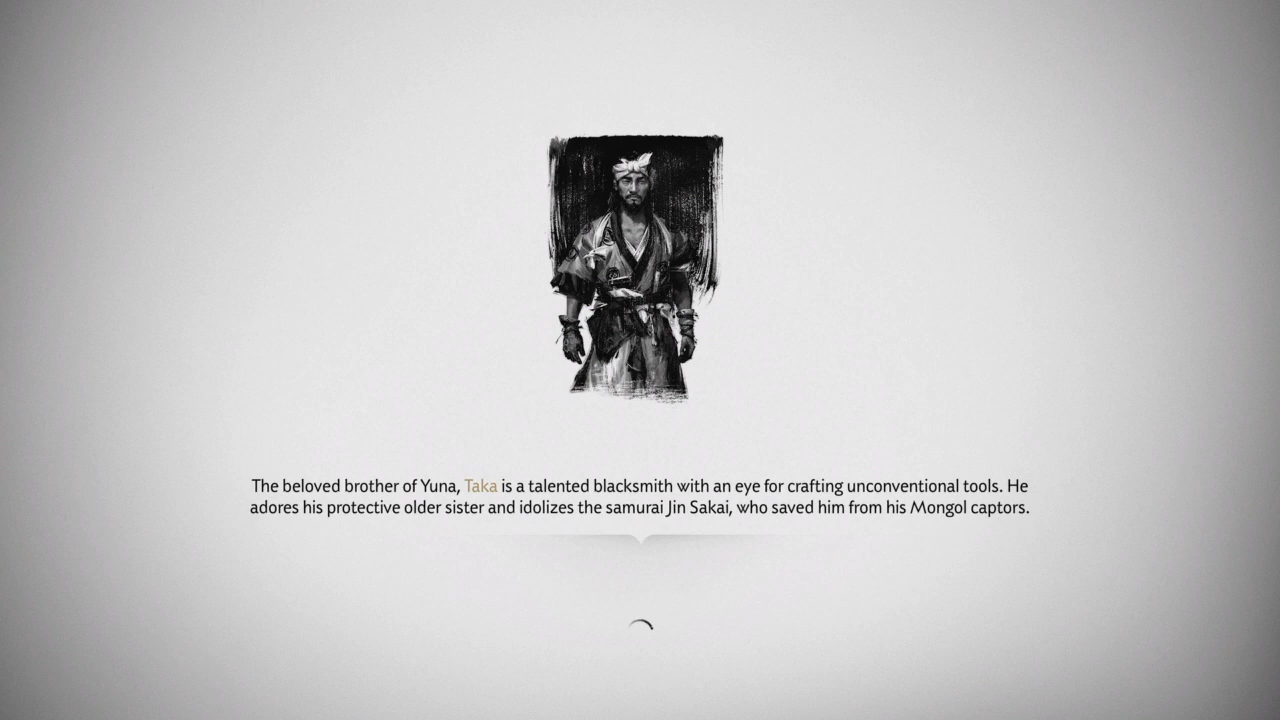 The beloved brother of Yuna, Taka is a talented blacksmith with an eye for crafting unconventional tools. He
adores his protective older sister and idolizes the samurai Jin Sakai, who saved him from his Mongol captors.